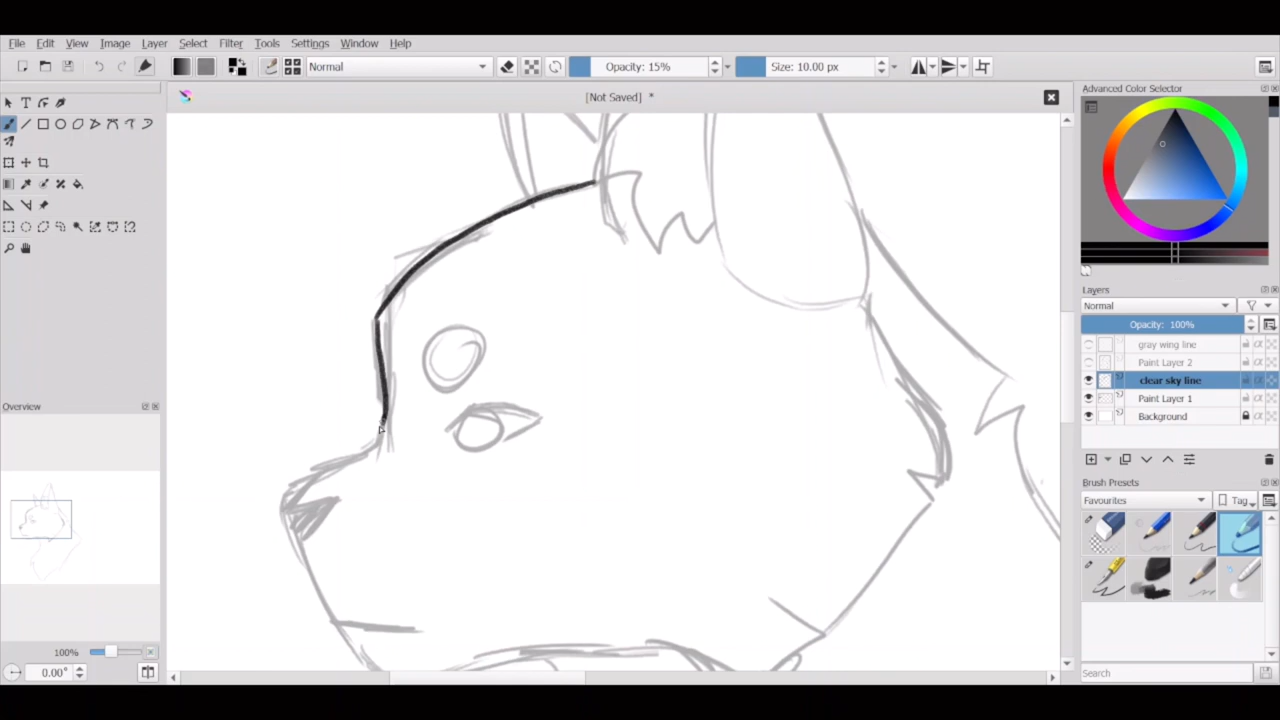 File Edit View Image Layer Select Filter Tools Settings Window Help
Normal Opacity: 15% Size: 10.00 px
[Not Saved] *
Advanced Color Selector
Layers
Normal
Opacity: 100%
gray wing line
Paint Layer 2
clear sky line
Paint Layer 1
Background
Overview
Brush Presets
Favourites Tag
100%
0.00°
Search